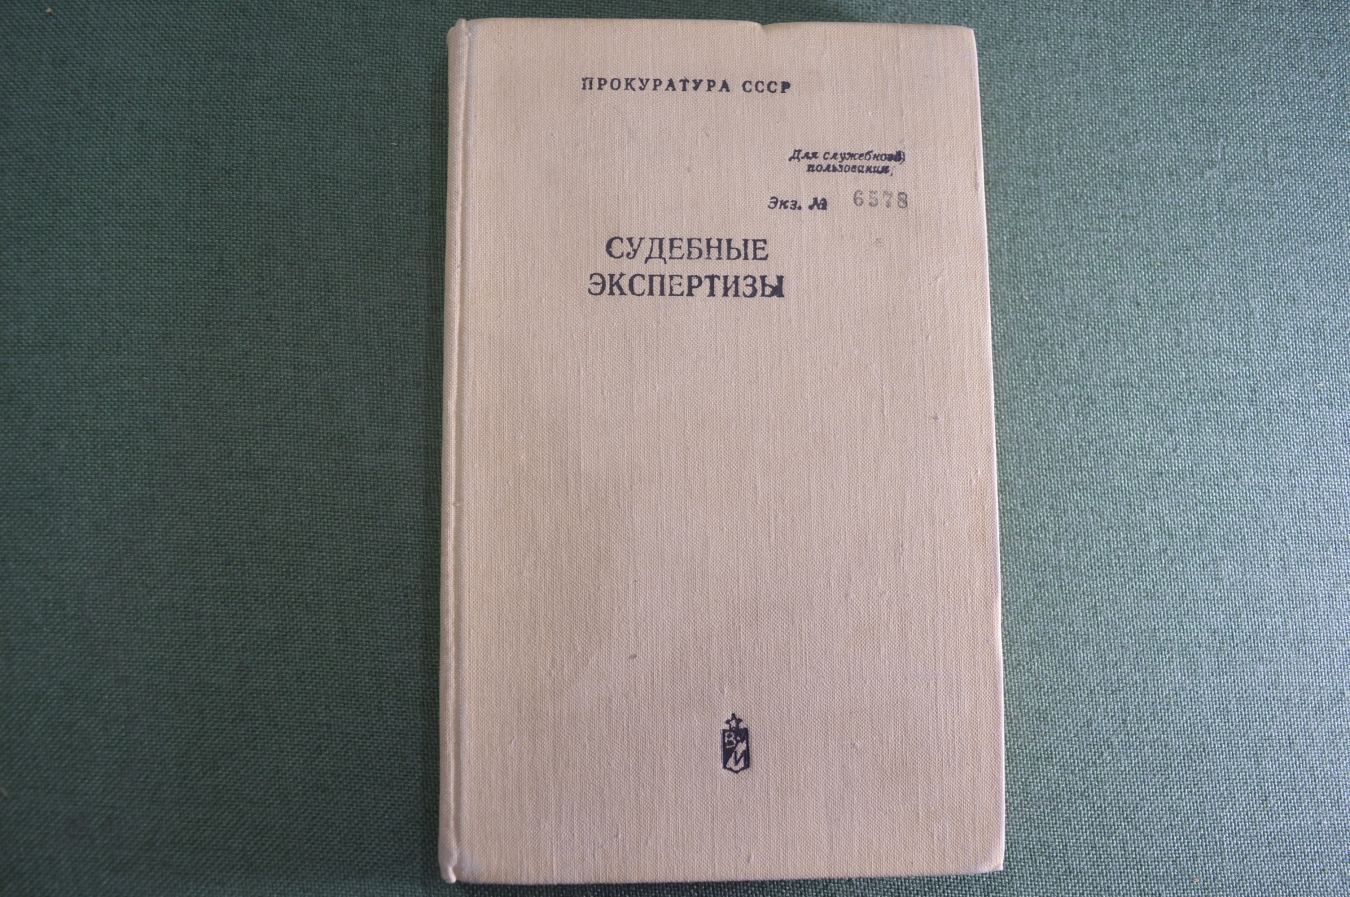 ПРОКУРАТУРА СССР
Для служебного
пользования
Экз. № 6578
СУДЕБНЫЕ
ЭКСПЕРТИЗЫ
В
И